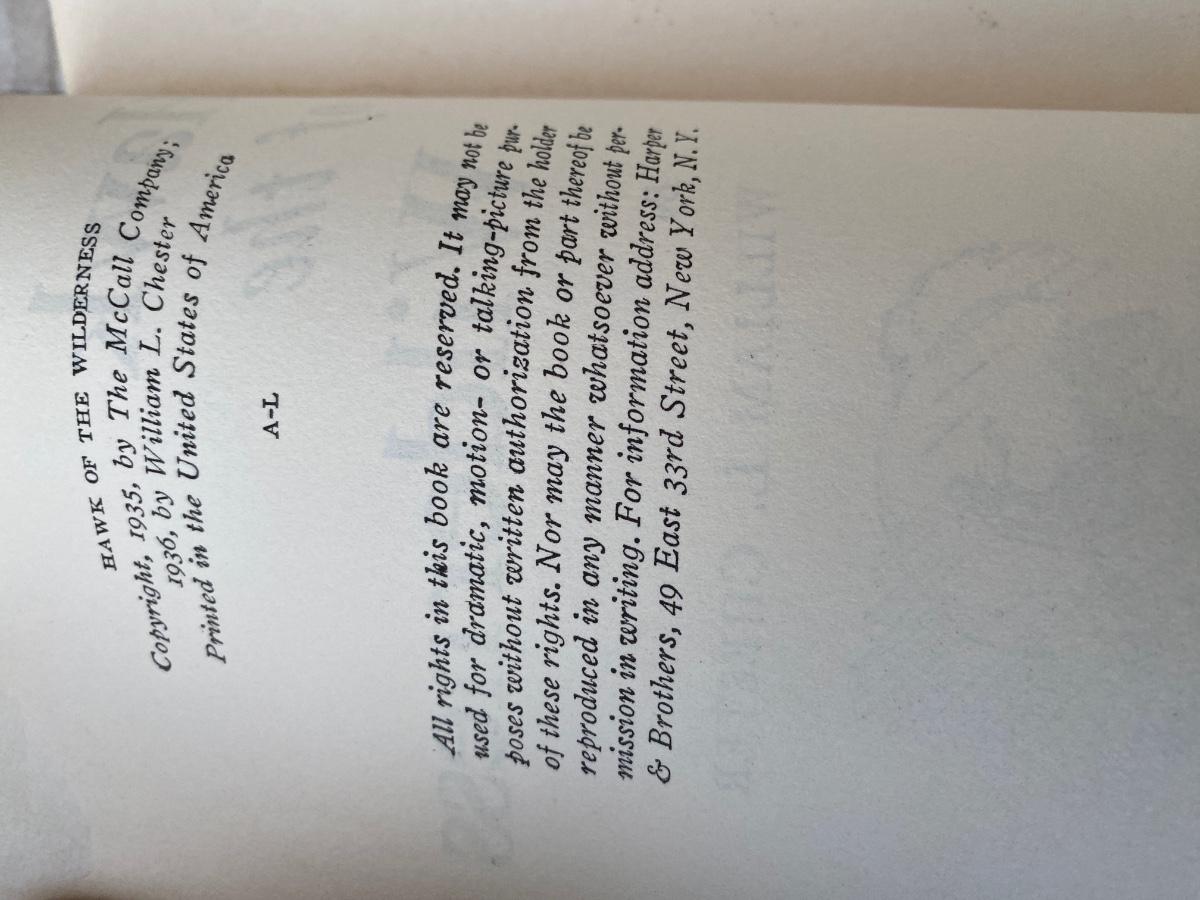 HAWK OF THE WILDERNESS
Copyright, 1935, by The McCall Company;
1936, by William L. Chester
Printed in the United States of America
A-L
All rights in this book are reserved. It may not be
used for dramatic, motion- or talking-picture pur-
poses without written authorization from the holder
of these rights. Nor may the book or part thereof be
reproduced in any manner whatsoever without per-
mission in writing. For information address: Harper
& Brothers, 49 East 33rd Street, New York, N. Y.